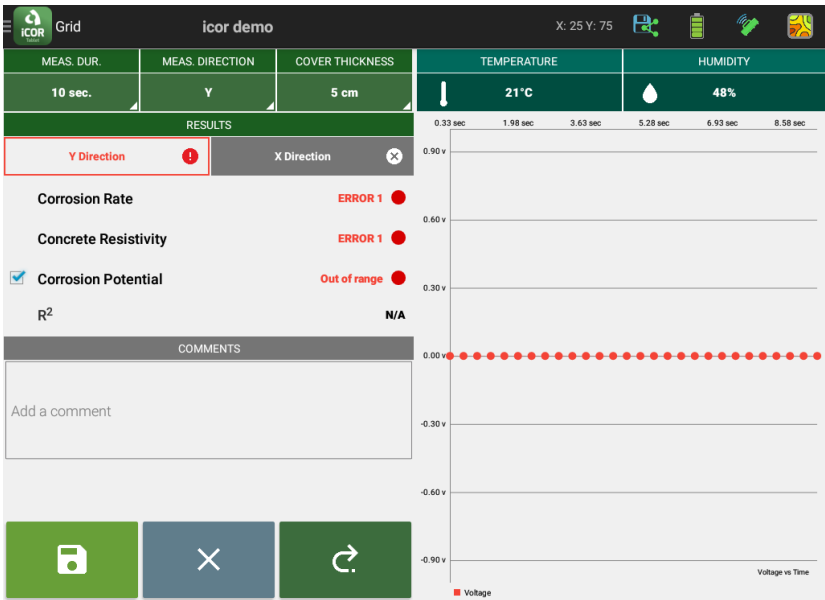 iCOR
Tablet
Grid
icor demo
X: 25 Y: 75
MEAS. DUR.
MEAS. DIRECTION
COVER THICKNESS
10 sec.
Y
5 cm
TEMPERATURE
HUMIDITY
21°C
48%
RESULTS
Y Direction
!
X Direction
Corrosion Rate
ERROR 1
Concrete Resistivity
ERROR 1
Corrosion Potential
Out of range
R²
N/A
COMMENTS
Add a comment
0.33 sec
1.98 sec
3.63 sec
5.28 sec
6.93 sec
8.58 sec
0.90 v
0.60 v
0.30 v
0.00 v
-0.30 v
-0.60 v
-0.90 v
Voltage vs Time
Voltage